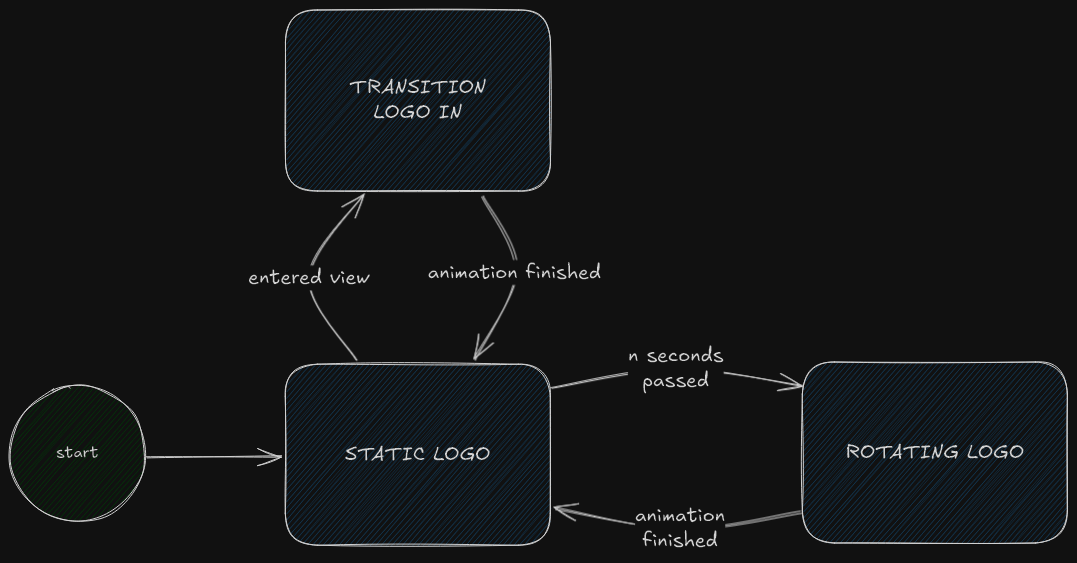 TRANSITION
LOGO IN
entered view
animation finished
n seconds
passed
start
STATIC LOGO
ROTATING LOGO
animation
finished